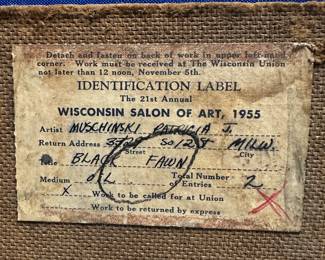 Detach and fasten on back of work in upper left-hand
corner. Work must be received at The Wisconsin Union
not later than 12 noon, November 5th.
IDENTIFICATION LABEL
The 21st Annual
WISCONSIN SALON OF ART, 1955
Artist MUSCHINSKI PATRICIA J.
Return Address So 12 St MILW.
Street City
BLACK FAWN
Medium OIL Total Number of Entries 2
X Work to be called for at Union
Work to be returned by express
X